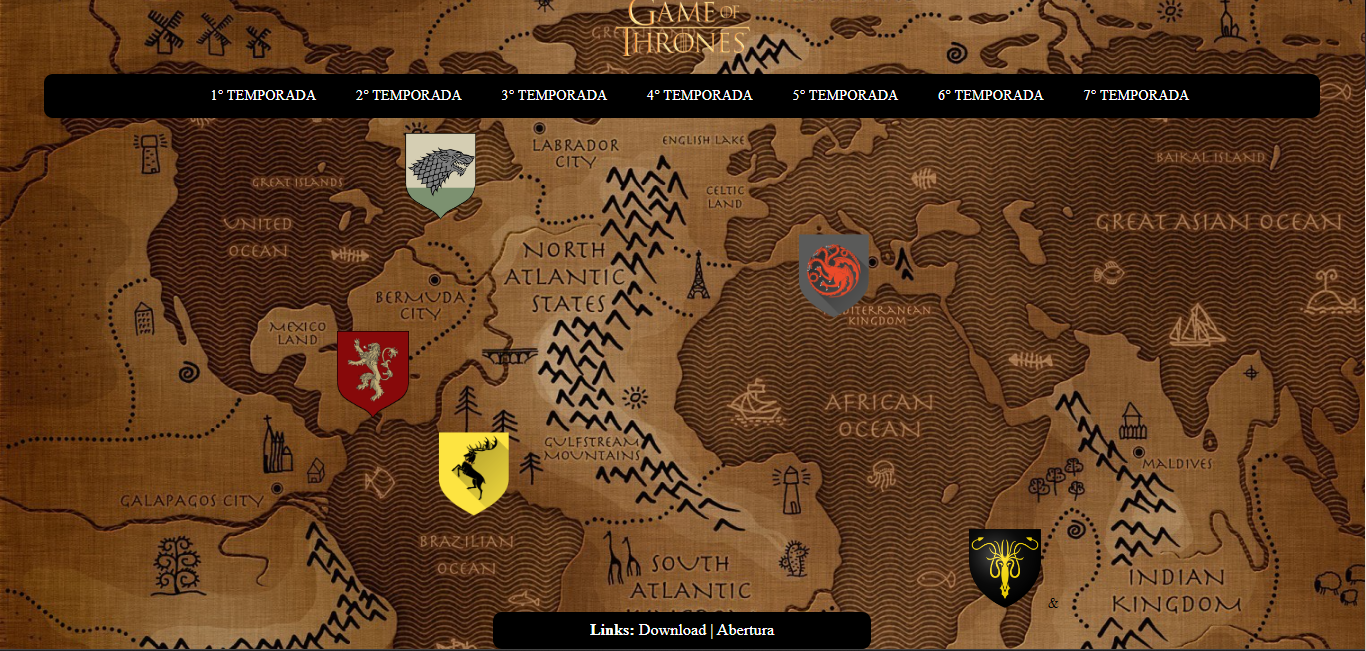 GAME OF
THRONES
1° TEMPORADA 2° TEMPORADA 3° TEMPORADA 4° TEMPORADA 5° TEMPORADA 6° TEMPORADA 7° TEMPORADA
LABRADOR
CITY
ENGLISH LAKE
BAIKAL ISLAND
GREAT ISLANDS
CELTIC
LAND
UNITED
OCEAN
GREAT ASIAN OCEAN
NORTH
ATLANTIC
STATES
BERMUDA
CITY
DITERRANEAN
KINGDOM
MEXICO
LAND
AFRICAN
OCEAN
GULFSTREAM
MOUNTAINS
MALDIVES
GALAPAGOS CITY
BRAZILIAN
OCEAN
SOUTH
ATLANTIC
INDIAN
KINGDOM
&
Links: Download | Abertura